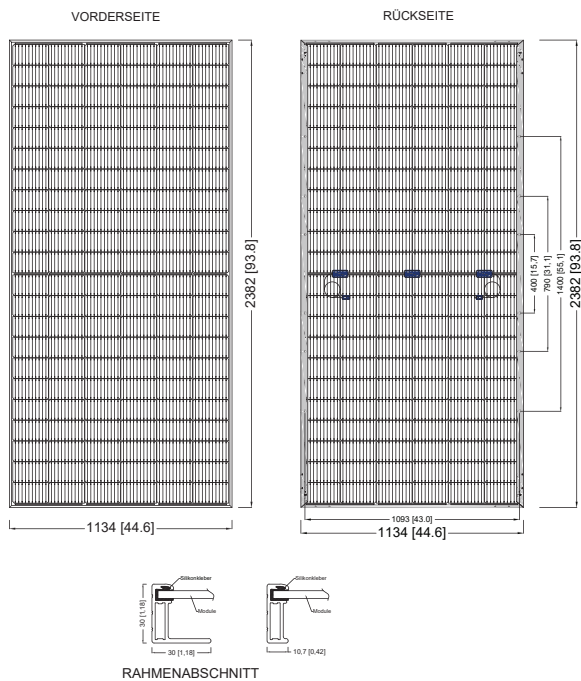 VORDERSEITE
RÜCKSEITE
2382 [93.8]
1134 [44.6]
400 [15,7]
790 [31,1]
1400 [55,1]
2382 [93.8]
1093 [43.0]
1134 [44.6]
Silikonkleber
Module
30 [1,18]
30 [1,18]
Silikonkleber
Module
10,7 [0,42]
RAHMENABSCHNITT